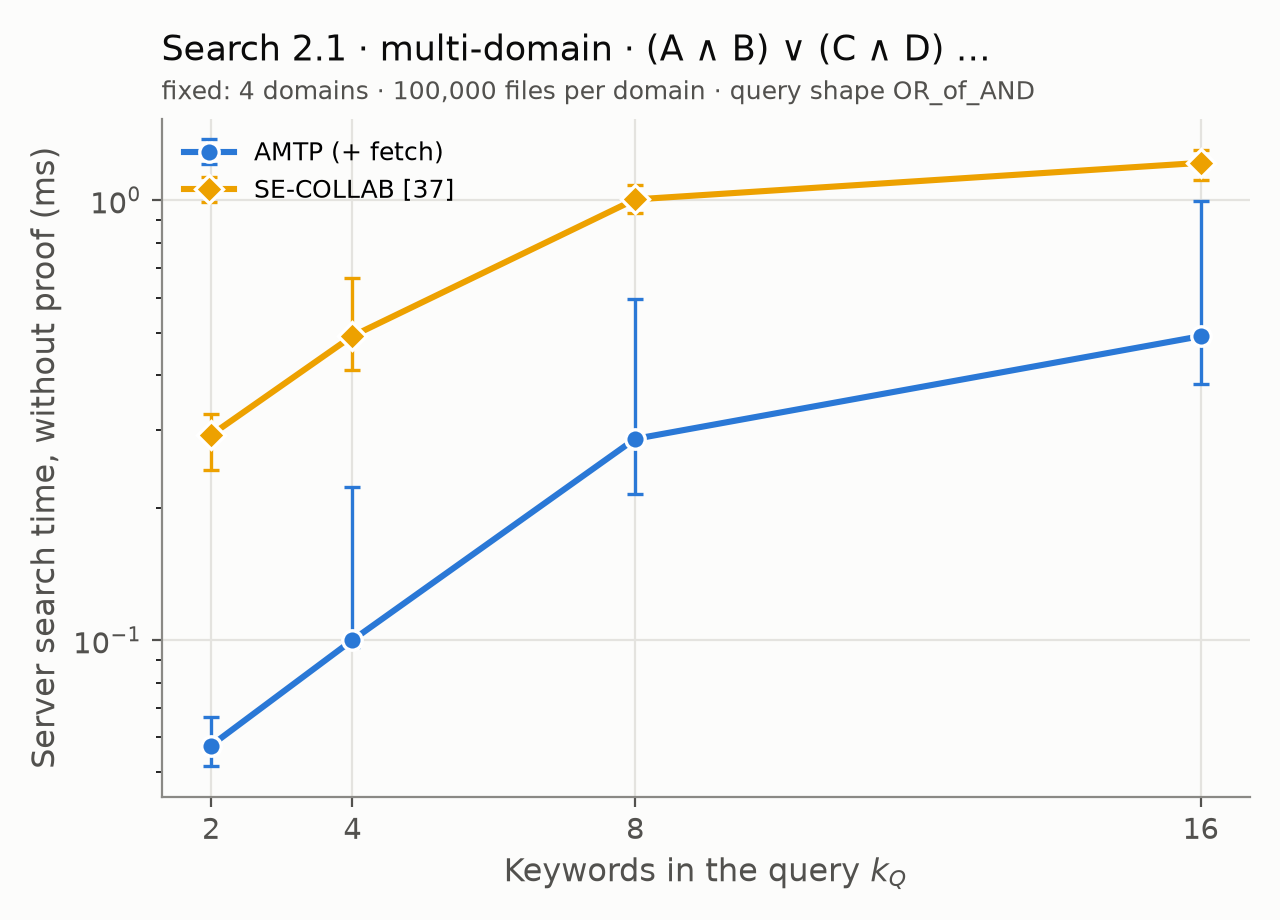 Search 2.1 · multi-domain · (A ∧ B) ∨ (C ∧ D) ...
fixed: 4 domains · 100,000 files per domain · query shape OR_of_AND
AMTP (+ fetch)
SE-COLLAB [37]
Server search time, without proof (ms)
10⁰
10⁻¹
2 4 8 16
Keywords in the query k_Q